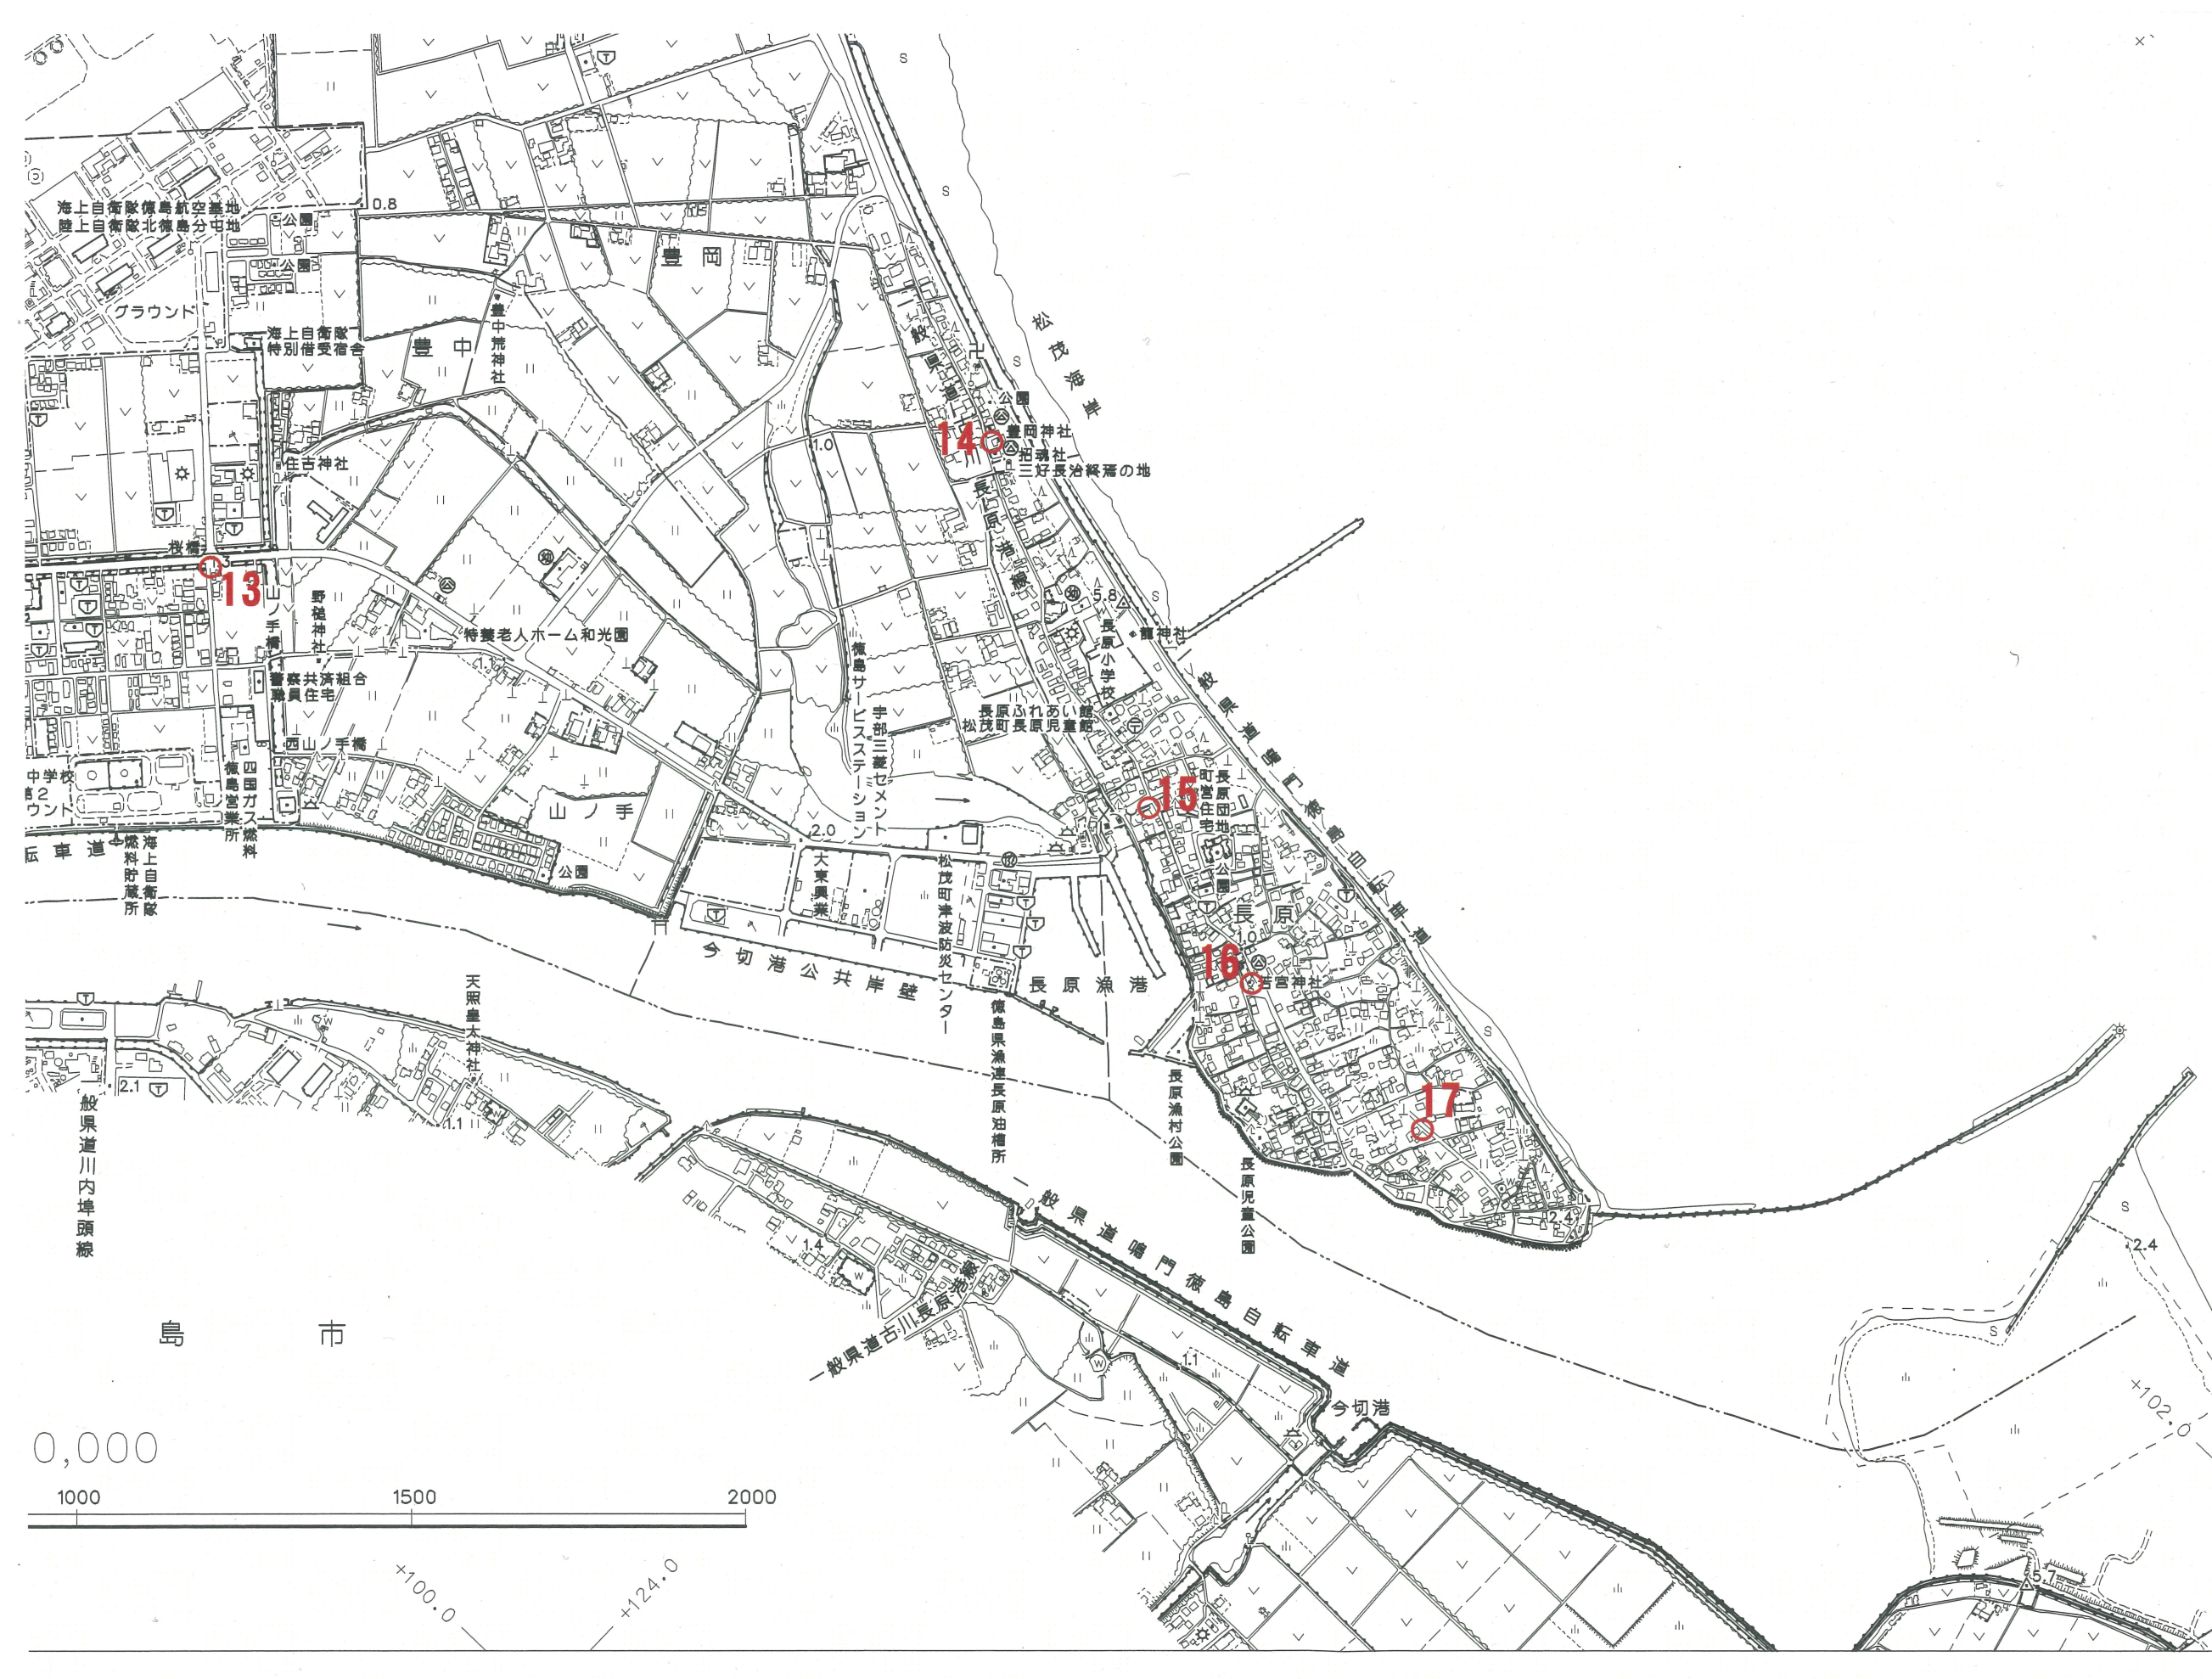 海上自衛隊徳島航空基地
陸上自衛隊北徳島分屯地
公園
公園
0.8
グラウンド
海上自衛隊
特別借受宿舎
豊中
豊中荒神社
豊岡
松茂海岸
公園
14
豊岡神社
招魂社
三好長治終焉の地
一般県道
長原港線
1.0
住吉神社
桜橋
3
13
山ノ手橋
野槌神社
特養老人ホーム和光園
1.1
警察共済組合
職員住宅
西山ノ手橋
5.8
龍神社
長原小学校
長原ふれあい館
松茂町長原児童館
徳島サービスステーション
宇部三菱セメント
15
長原団地
町営住宅
公園
中学校
第2
ウンド
四国ガス燃料
徳島営業所
山ノ手
公園
2.0
大東興業
松茂町津波防災センター
転車道
海上自衛隊
燃料貯蔵所
今切港公共岸壁
長原漁港
徳島県漁連長原油槽所
長原
1.0
16
若宮神社
17
長原漁村公園
長原児童公園
2.4
天照皇太神社
2.1
1.1
一般県道川内埠頭線
一般県道鳴門徳島自転車道
1.4
一般県道古川長原港線
1.1
今切港
2.4
5.7
+102.0
島市
0,000
1000 1500 2000
+100.0
+124.0